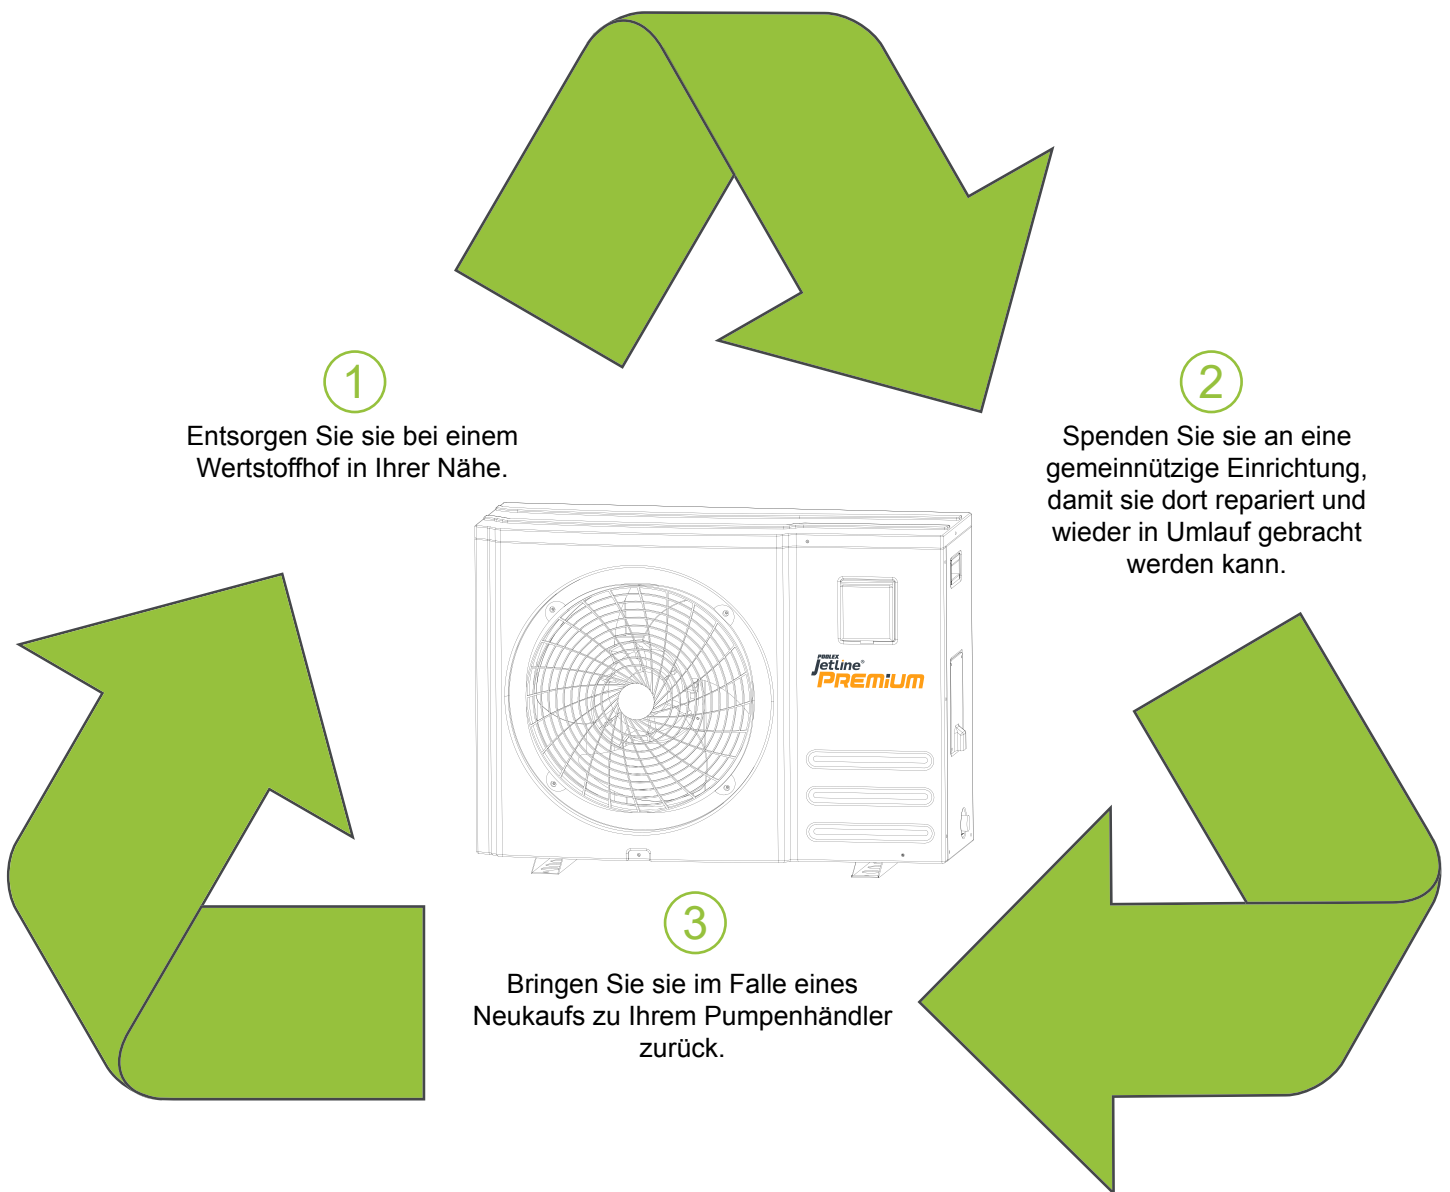 1
Entsorgen Sie sie bei einem
Wertstoffhof in Ihrer Nähe.
2
Spenden Sie sie an eine
gemeinnützige Einrichtung,
damit sie dort repariert und
wieder in Umlauf gebracht
werden kann.
POOLEX
Jetline®
PREMIUM
3
Bringen Sie sie im Falle eines
Neukaufs zu Ihrem Pumpenhändler
zurück.